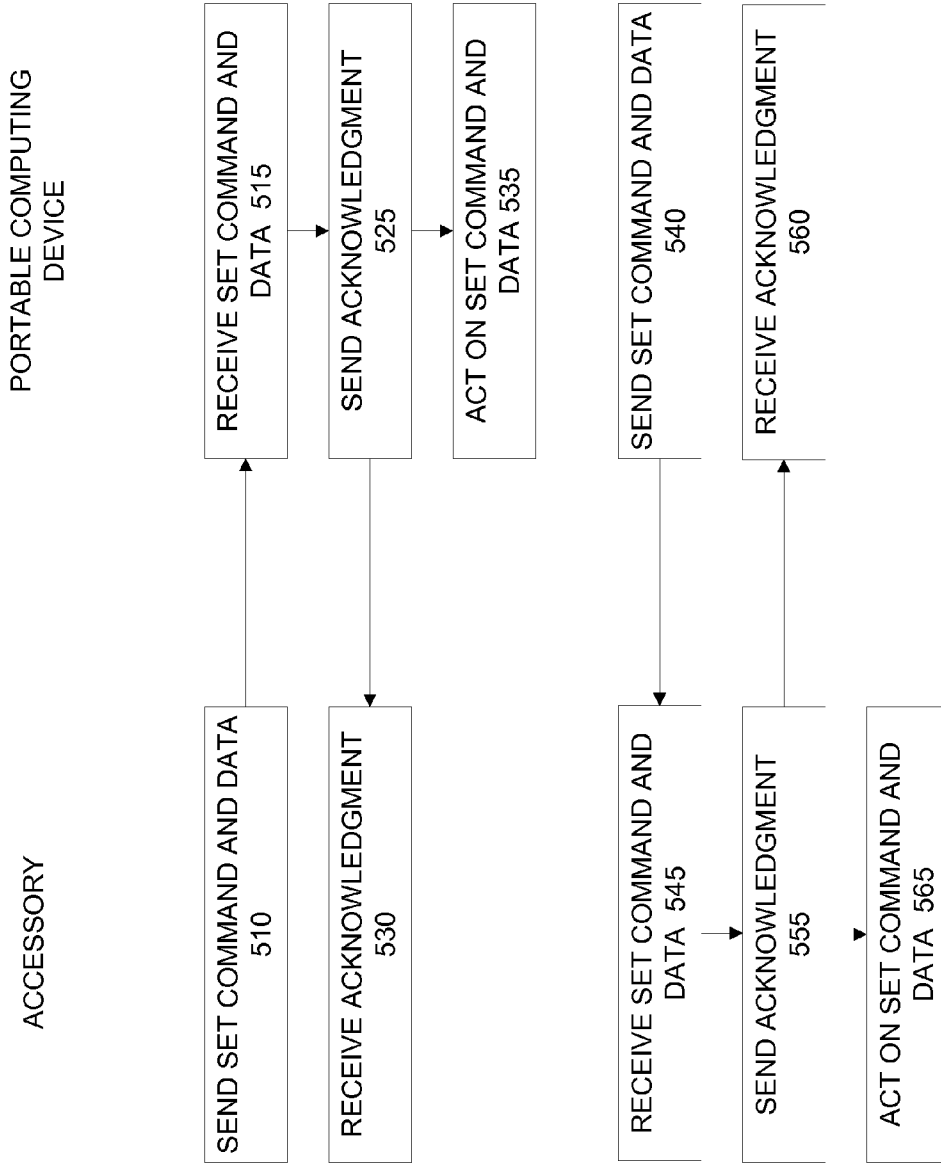 ACCESSORY
PORTABLE COMPUTING
DEVICE
SEND SET COMMAND AND DATA
510
RECEIVE SET COMMAND AND
DATA 515
RECEIVE ACKNOWLEDGMENT
530
SEND ACKNOWLEDGMENT
525
ACT ON SET COMMAND AND
DATA 535
RECEIVE SET COMMAND AND
DATA 545
SEND SET COMMAND AND DATA
540
SEND ACKNOWLEDGMENT
555
RECEIVE ACKNOWLEDGMENT
560
ACT ON SET COMMAND AND
DATA 565